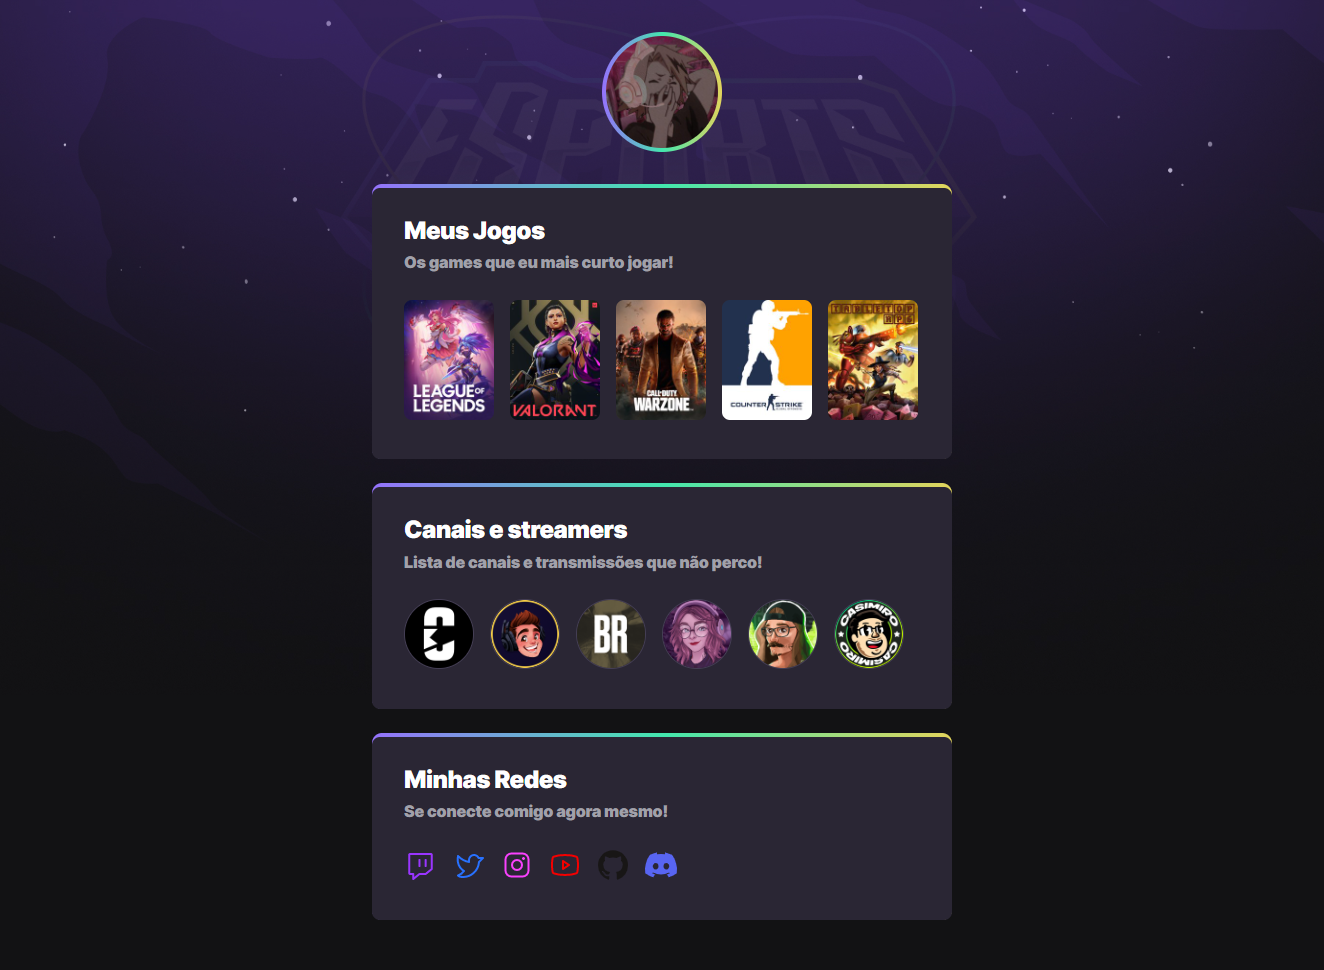 ESPORTS
Meus Jogos
Os games que eu mais curto jogar!
LEAGUE OF
LEGENDS
VALORANT
CALL OF DUTY
WARZONE
COUNTER STRIKE
TABLETOP
RPG
Canais e streamers
Lista de canais e transmissões que não perco!
BR
CASIMIRO
CASIMIRO
Minhas Redes
Se conecte comigo agora mesmo!